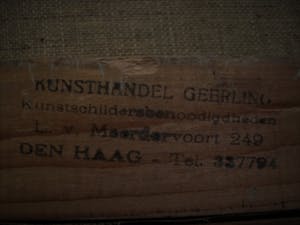 KUNSTHANDEL GEERLING
Kunstschildersbenoodigdheden
L. v. Meerdervoort 249
DEN HAAG - Tel. 337794